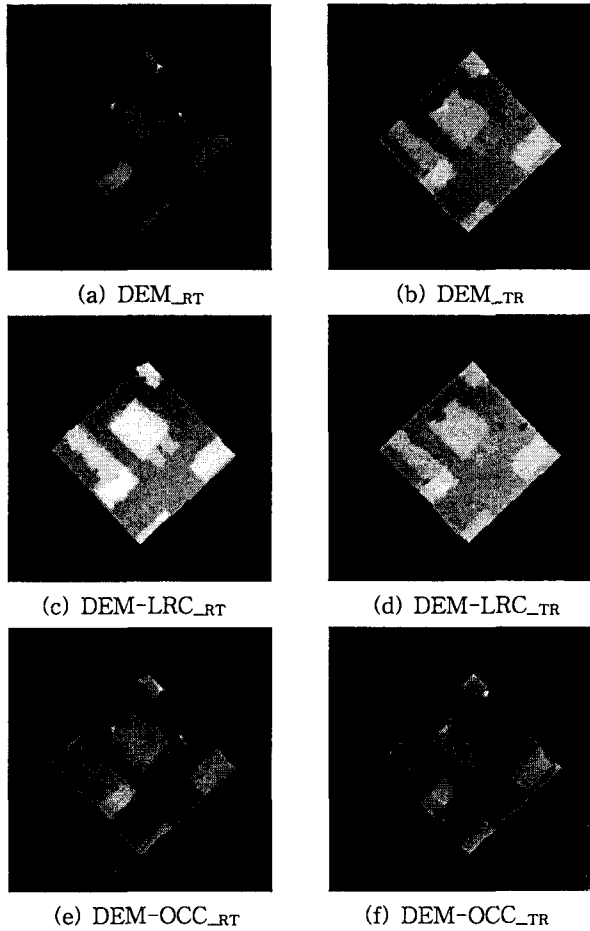 (a) DEM_RT
(b) DEM_TR
(c) DEM-LRC_RT
(d) DEM-LRC_TR
(e) DEM-OCC_RT
(f) DEM-OCC_TR